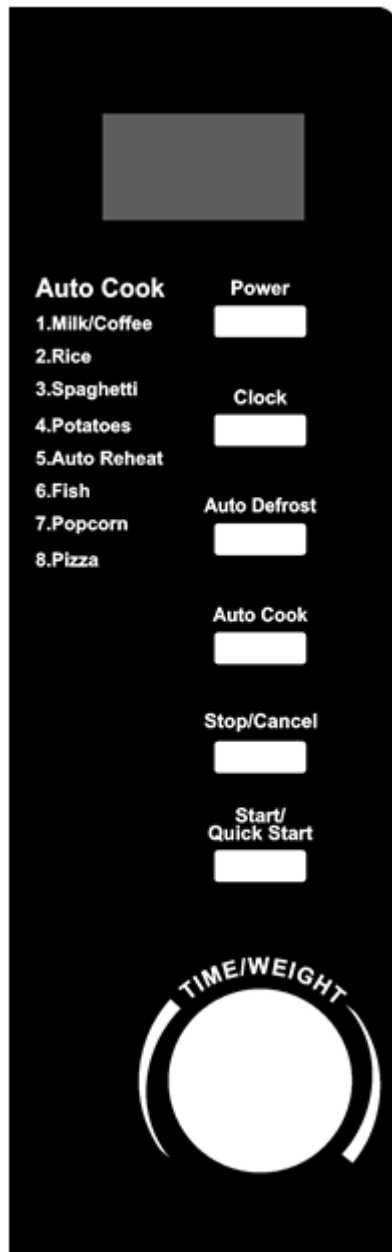 Auto Cook
1.Milk/Coffee
2.Rice
3.Spaghetti
4.Potatoes
5.Auto Reheat
6.Fish
7.Popcorn
8.Pizza
Power
Clock
Auto Defrost
Auto Cook
Stop/Cancel
Start/
Quick Start
TIME/WEIGHT